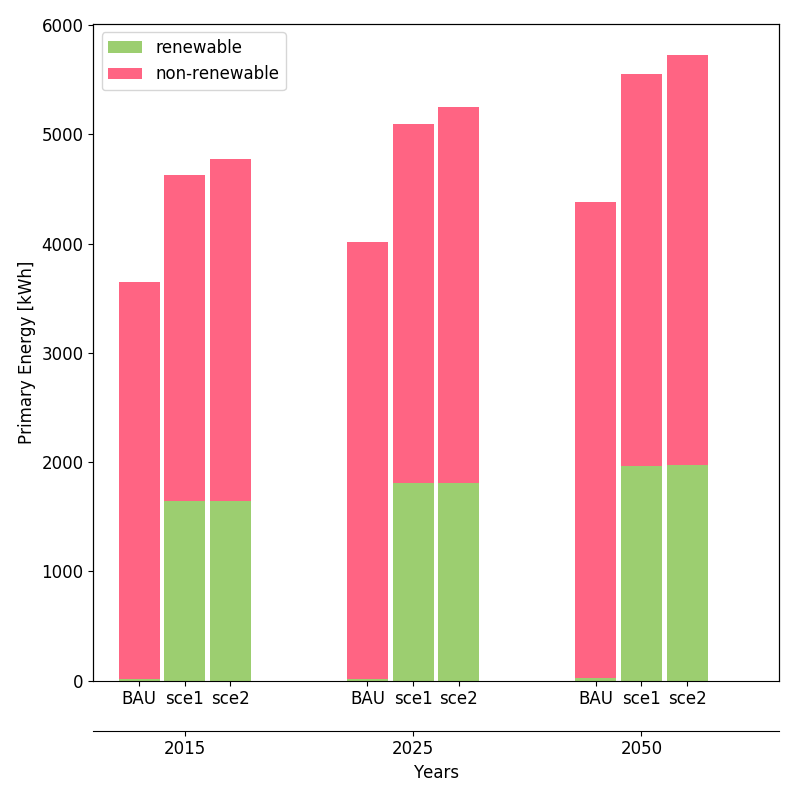 6000
renewable
non-renewable
5000
4000
3000
2000
1000
0
Primary Energy [kWh]
BAU sce1 sce2 BAU sce1 sce2 BAU sce1 sce2
2015 2025 2050
Years